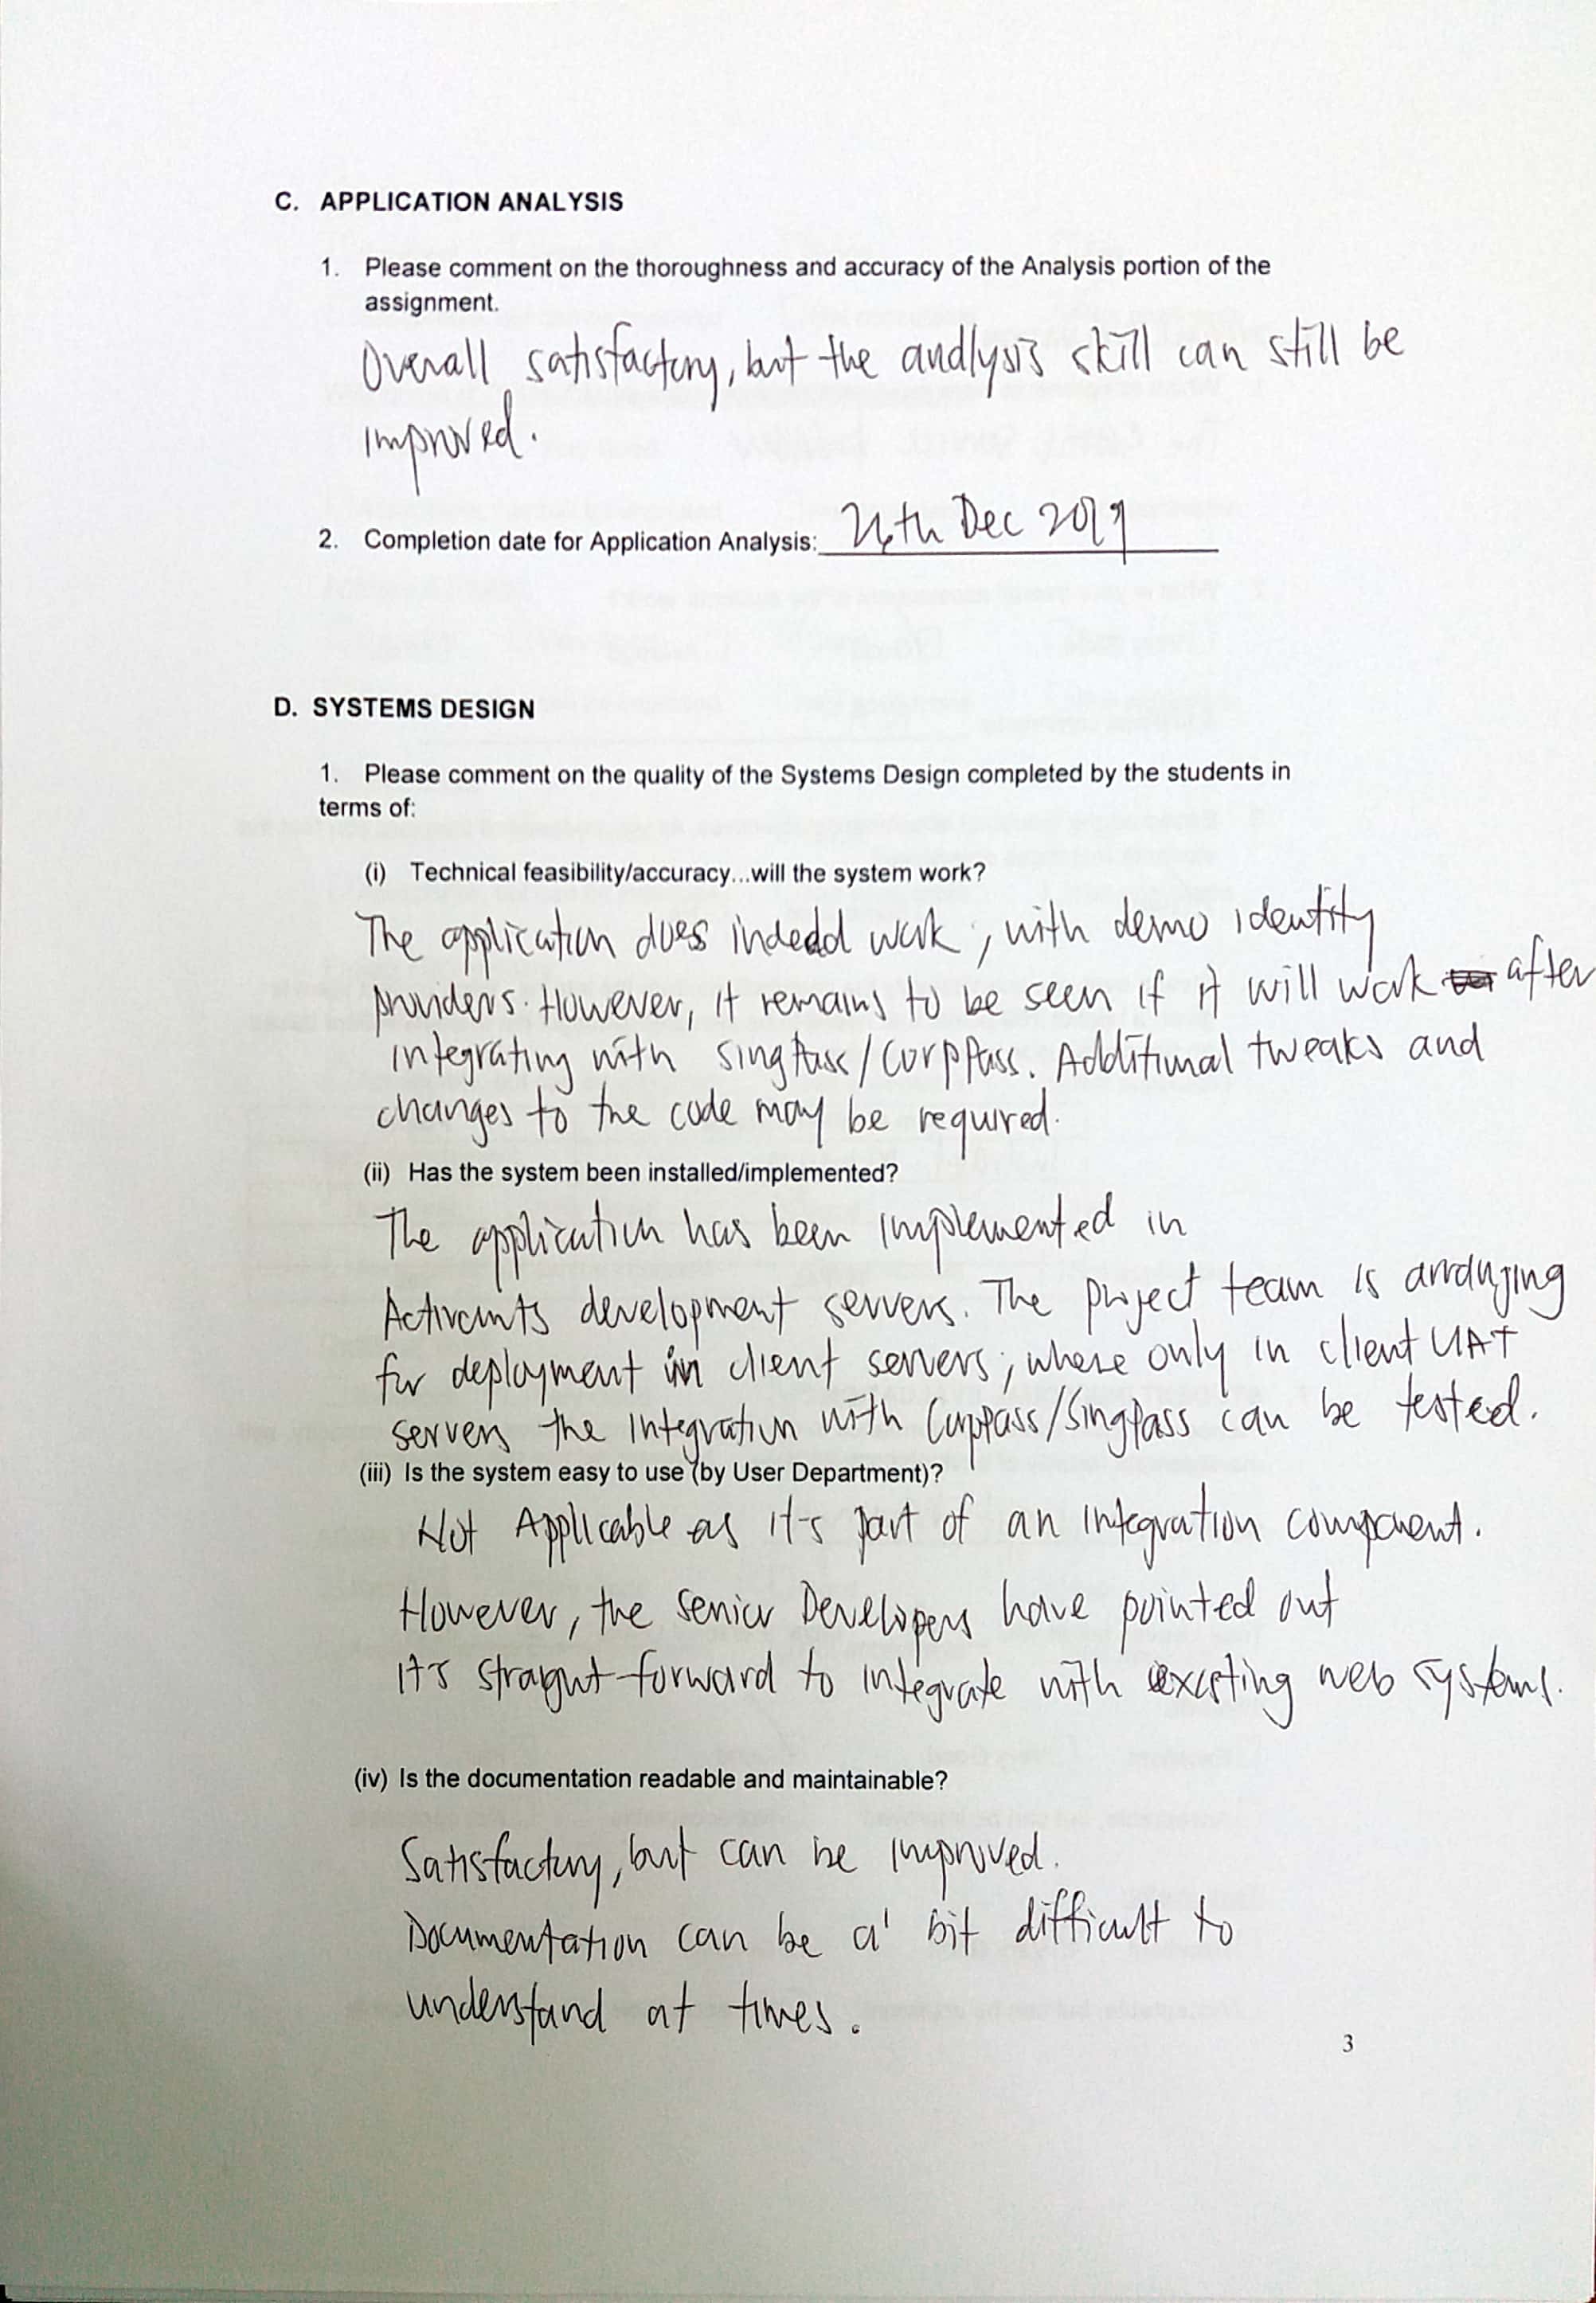 C. APPLICATION ANALYSIS
1. Please comment on the thoroughness and accuracy of the Analysis portion of the
assignment.
Overall satisfactory, but the analysis skill can still be
improved.
2. Completion date for Application Analysis: 26th Dec 2019
D. SYSTEMS DESIGN
1. Please comment on the quality of the Systems Design completed by the students in
terms of:
(i) Technical feasibility/accuracy...will the system work?
The application does indeed work, with demo identity
providers. However, it remains to be seen if it will work after
integrating with SingPass/CorpPass. Additional tweaks and
changes to the code may be required.
(ii) Has the system been installed/implemented?
The application has been implemented in
Activants development servers. The project team is arranging
for deployment in client servers, where only in client UAT
servers the integration with CorpPass/SingPass can be tested.
(iii) Is the system easy to use (by User Department)?
Not Applicable as it's part of an integration component.
However, the senior Developers have pointed out
it's straight-forward to integrate with existing web systems.
(iv) Is the documentation readable and maintainable?
Satisfactory, but can be improved.
Documentation can be a bit difficult to
understand at times.
3